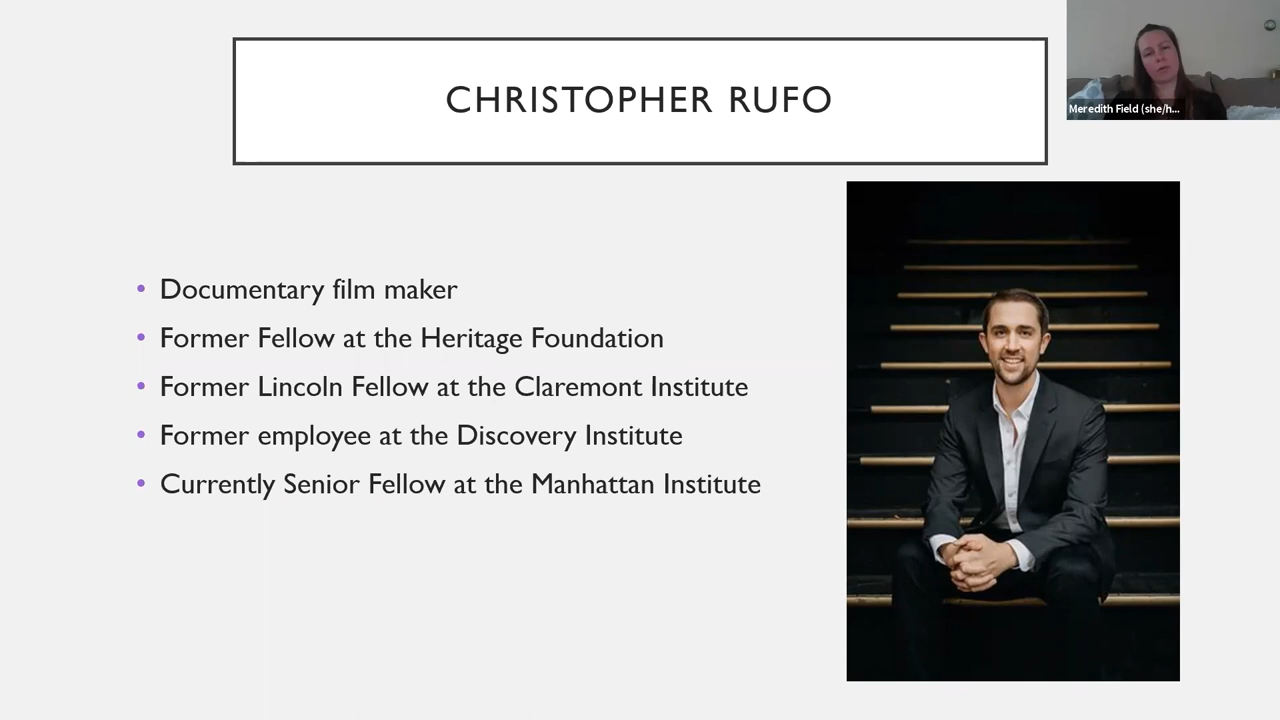 CHRISTOPHER RUFO
Meredith Field (she/h...
• Documentary film maker
• Former Fellow at the Heritage Foundation
• Former Lincoln Fellow at the Claremont Institute
• Former employee at the Discovery Institute
• Currently Senior Fellow at the Manhattan Institute